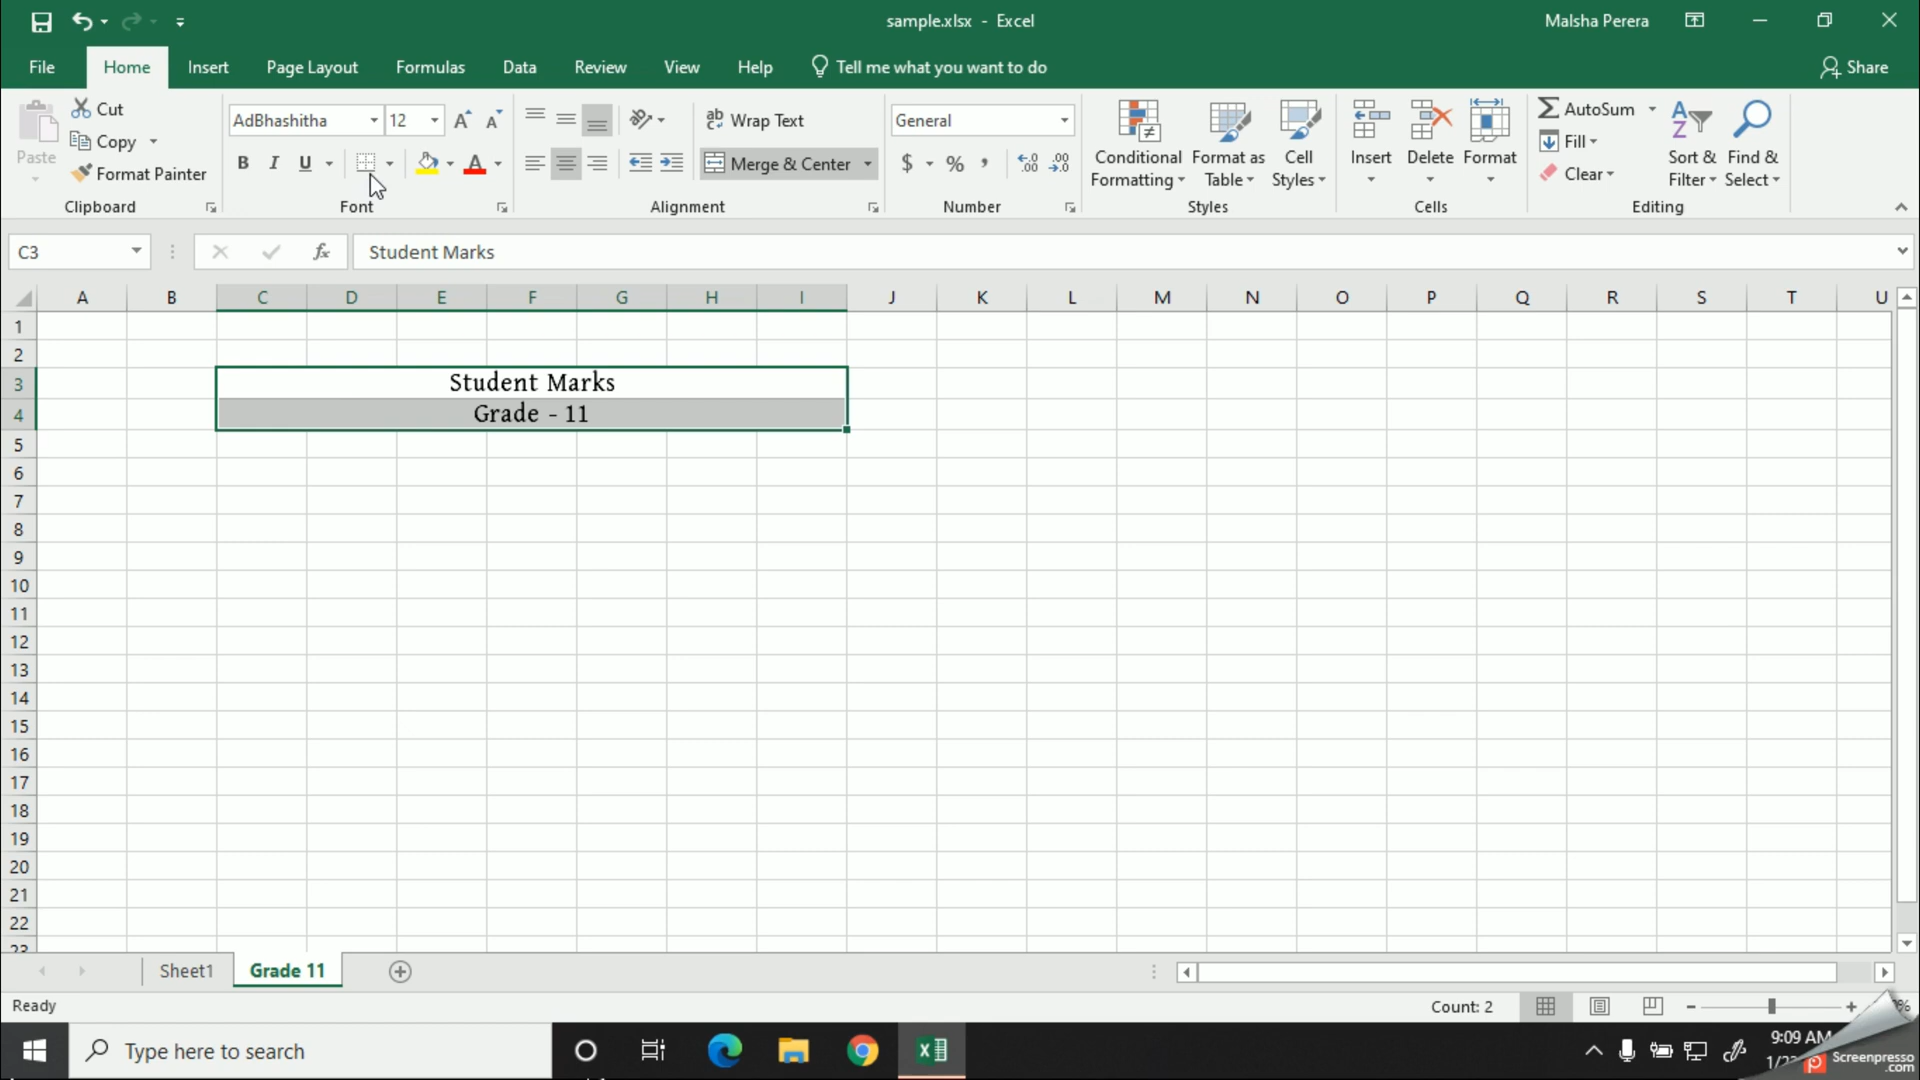 sample.xlsx - Excel
Malsha Perera
File Home Insert Page Layout Formulas Data Review View Help Tell me what you want to do Share
Paste
Cut
Copy
Format Painter
Clipboard
AdBhashitha 12
B I U A
Font
Wrap Text
Merge & Center
Alignment
General
$ % ,
Number
Conditional Formatting
Format as Table
Cell Styles
Styles
Insert
Delete
Format
Cells
AutoSum
Fill
Clear
Sort & Filter
Find & Select
Editing
C3 fx Student Marks
A B C D E F G H I J K L M N O P Q R S T U
1
2
3 Student Marks
4 Grade - 11
5
6
7
8
9
10
11
12
13
14
15
16
17
18
19
20
21
22
23
Sheet1 Grade 11
Ready
Count: 2
Type here to search
9:09 AM
Screenpresso
.com